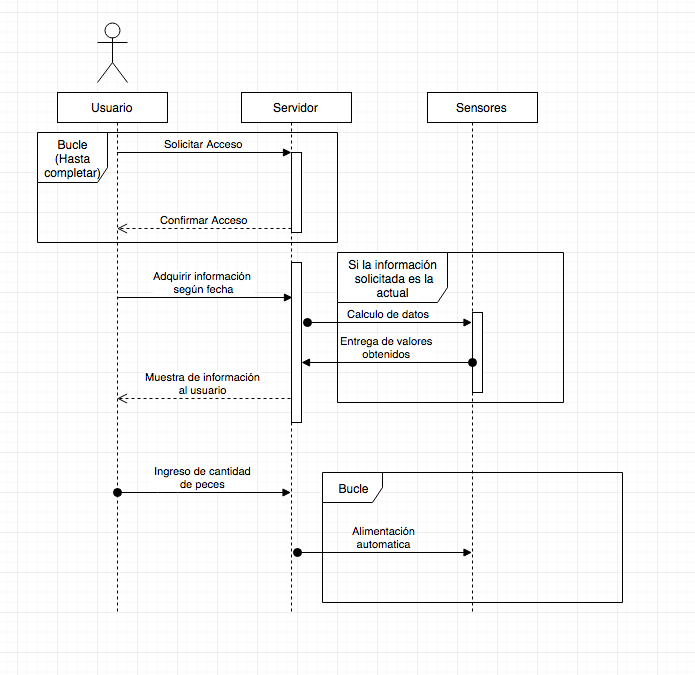 Usuario
Servidor
Sensores
Bucle
(Hasta
completar)
Solicitar Acceso
Confirmar Acceso
Adquirir información
según fecha
Si la información
solicitada es la
actual
Calculo de datos
Entrega de valores
obtenidos
Muestra de información
al usuario
Ingreso de cantidad
de peces
Bucle
Alimentación
automatica